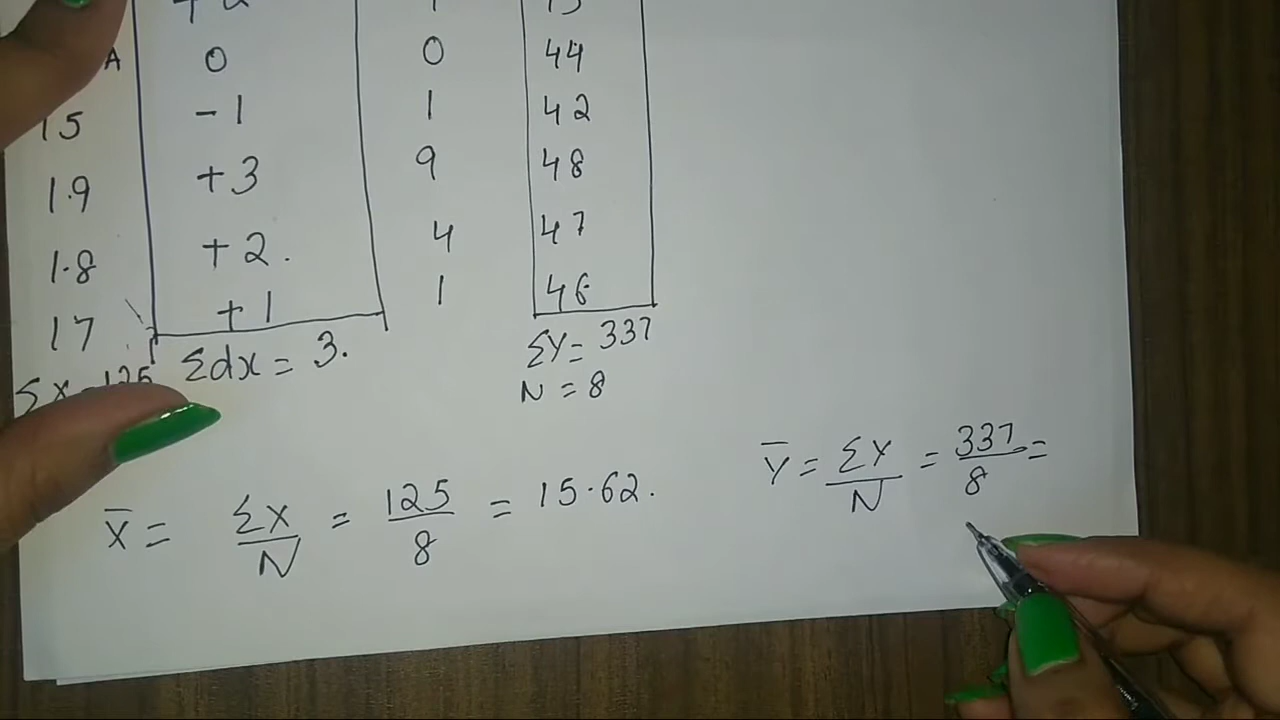 A 0 0 44
15 -1 1 42
1.9 +3 9 48
1.8 +2. 4 47
17 +1 1 46
Σdx = 3. ΣY = 337
N = 8
X̄ = ΣX/N = 125/8 = 15.62.
Ȳ = ΣY/N = 337/8 =